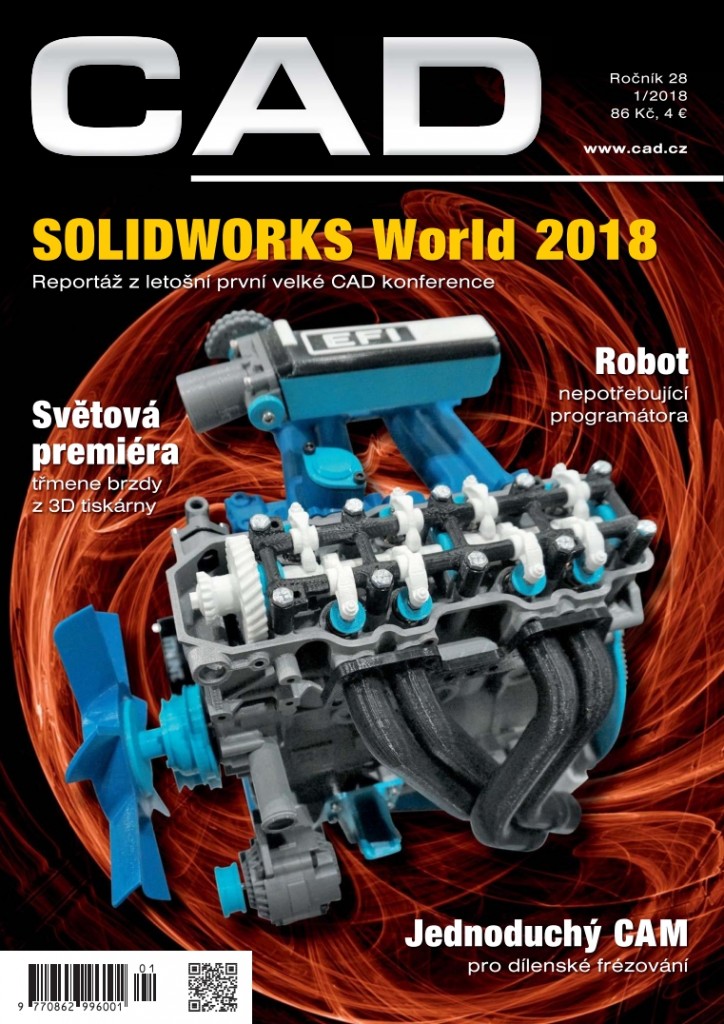 CAD
Ročník 28
1/2018
86 Kč, 4 €
www.cad.cz
SOLIDWORKS World 2018
Reportáž z letošní první velké CAD konference
EFI
Robot
nepotřebující
programátora
Světová
premiéra
třmene brzdy
z 3D tiskárny
Jednoduchý CAM
pro dílenské frézování
01
9 770862 996001